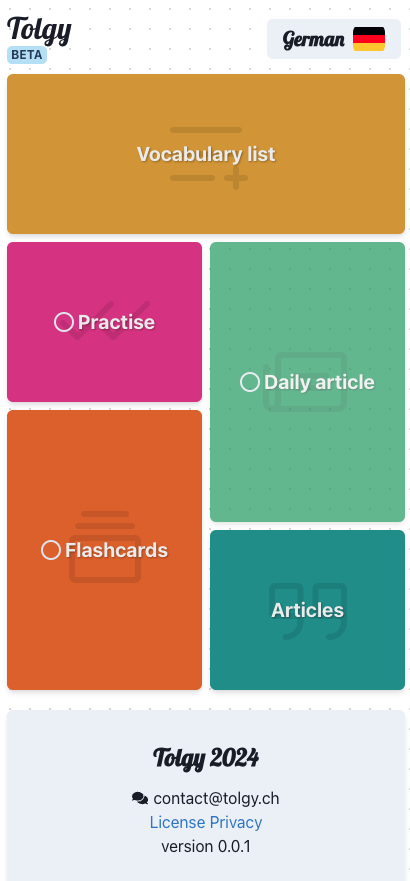 Tolgy
BETA
German
Vocabulary list
Practise
Daily article
Flashcards
Articles
Tolgy 2024
contact@tolgy.ch
License Privacy
version 0.0.1